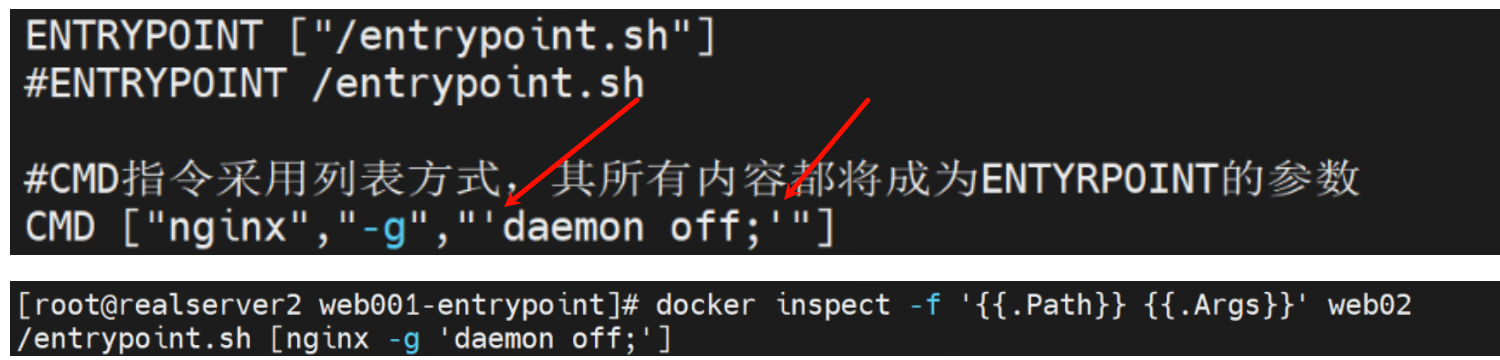 ENTRYPOINT ["/entrypoint.sh"]
#ENTRYPOINT /entrypoint.sh
#CMD指令采用列表方式，其所有内容都将成为ENTYRPOINT的参数
CMD ["nginx","-g","'daemon off;'"]
[root@realserver2 web001-entrypoint]# docker inspect -f '{{.Path}} {{.Args}}' web02
/entrypoint.sh [nginx -g 'daemon off;']